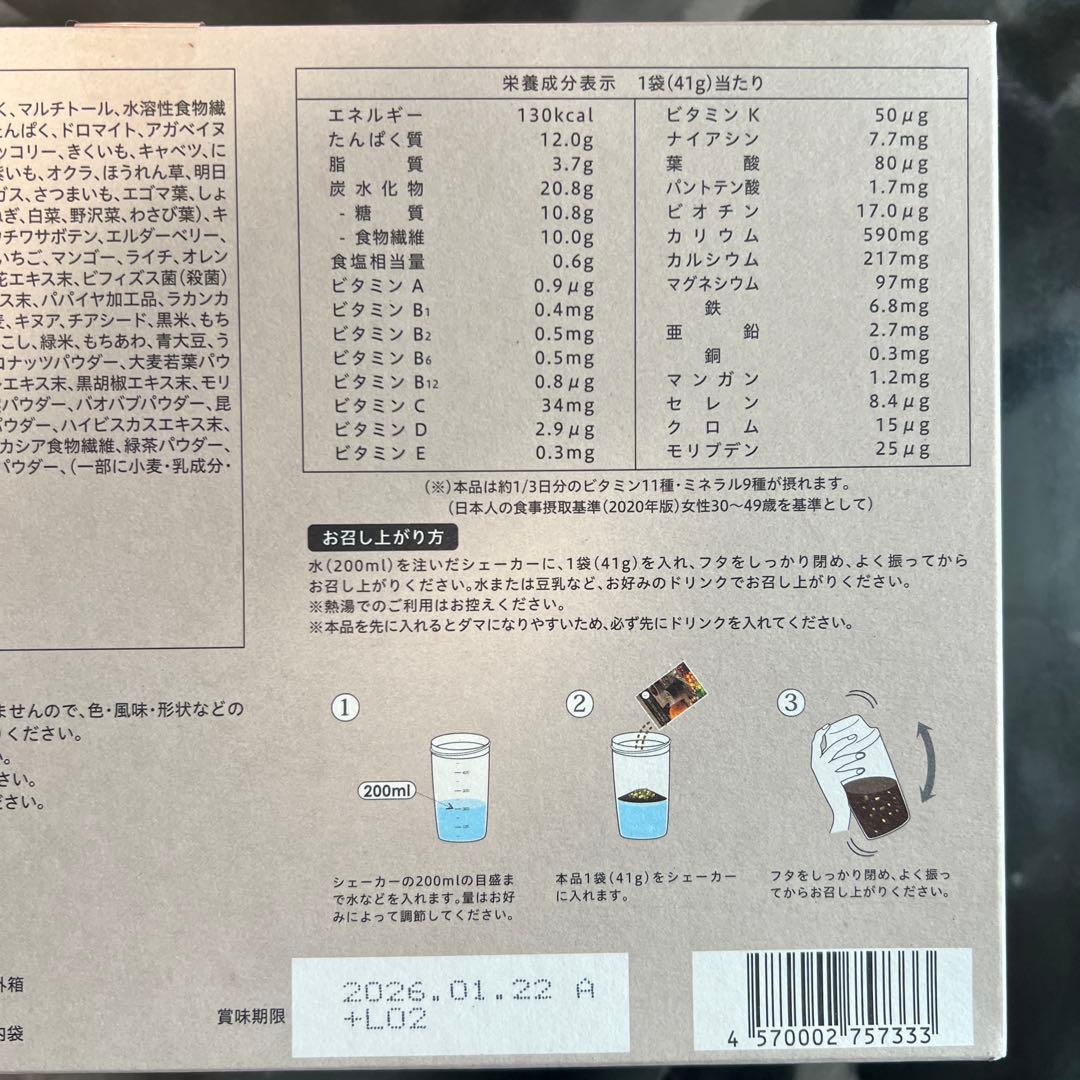 く、マルチトール、水溶性食物繊
たんぱく、ドロマイト、アガベイヌ
ッコリー、きくいも、キャベツ、に
いも、オクラ、ほうれん草、明日
ガス、さつまいも、エゴマ葉、しょ
ねぎ、白菜、野沢菜、わさび葉)、キ
ウチワサボテン、エルダーベリー、
いちご、マンゴー、ライチ、オレン
花エキス末、ビフィズス菌(殺菌)
ス末、パパイヤ加工品、ラカンカ
麦、キヌア、チアシード、黒米、もち
こし、緑米、もちあわ、青大豆、う
コナッツパウダー、大麦若葉パウ
エキス末、黒胡椒エキス末、モリ
パウダー、バオバブパウダー、昆
パウダー、ハイビスカスエキス末、
カシア食物繊維、緑茶パウダー、
パウダー、(一部に小麦・乳成分・
ませんので、色・風味・形状などの
ください。
い。
さい。
ださい。
外箱
内袋
栄養成分表示 1袋(41g)当たり
エネルギー 130kcal
たんぱく質 12.0g
脂質 3.7g
炭水化物 20.8g
- 糖質 10.8g
- 食物繊維 10.0g
食塩相当量 0.6g
ビタミン A 0.9μg
ビタミン B1 0.4mg
ビタミン B2 0.5mg
ビタミン B6 0.5mg
ビタミン B12 0.8μg
ビタミン C 34mg
ビタミン D 2.9μg
ビタミン E 0.3mg
ビタミン K 50μg
ナイアシン 7.7mg
葉酸 80μg
パントテン酸 1.7mg
ビオチン 17.0μg
カリウム 590mg
カルシウム 217mg
マグネシウム 97mg
鉄 6.8mg
亜鉛 2.7mg
銅 0.3mg
マンガン 1.2mg
セレン 8.4μg
クロム 15μg
モリブデン 25μg
(※)本品は約1/3日分のビタミン11種・ミネラル9種が摂れます。
(日本人の食事摂取基準(2020年版)女性30〜49歳を基準として)
お召し上がり方
水(200ml)を注いだシェーカーに、1袋(41g)を入れ、フタをしっかり閉め、よく振ってから
お召し上がりください。水または豆乳など、お好みのドリンクでお召し上がりください。
※熱湯でのご利用はお控えください。
※本品を先に入れるとダマになりやすいため、必ず先にドリンクを入れてください。
①
200ml
シェーカーの200mlの目盛ま
で水などを入れます。量はお好
みによって調節してください。
②
本品1袋(41g)をシェーカー
に入れます。
③
フタをしっかり閉め、よく振っ
てからお召し上がりください。
賞味期限
2026.01.22 A
+L02
4 570002 757333